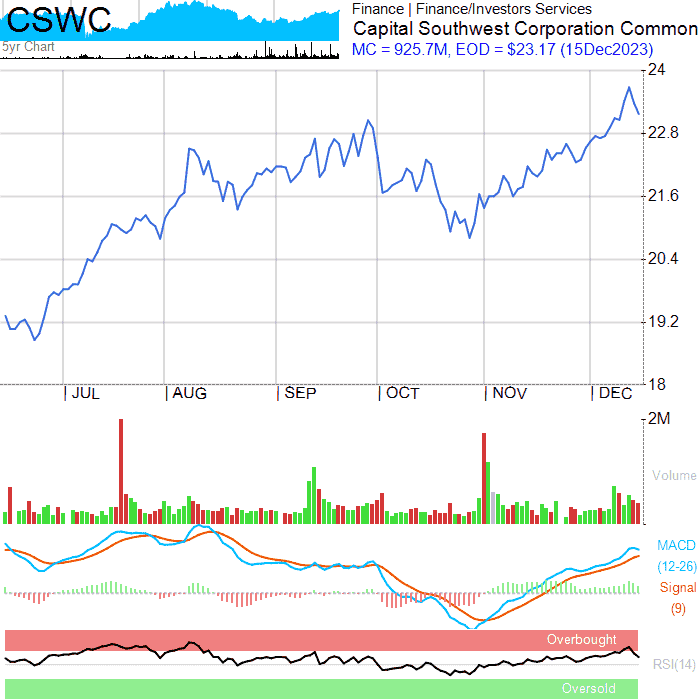 CSWC
5yr Chart
Finance | Finance/Investors Services
Capital Southwest Corporation Common
MC = 925.7M, EOD = $23.17 (15Dec2023)
24
22.8
21.6
20.4
19.2
18
| JUL | AUG | SEP | OCT | NOV | DEC
2M
Volume
MACD
(12-26)
Signal
(9)
Overbought
RSI(14)
Oversold